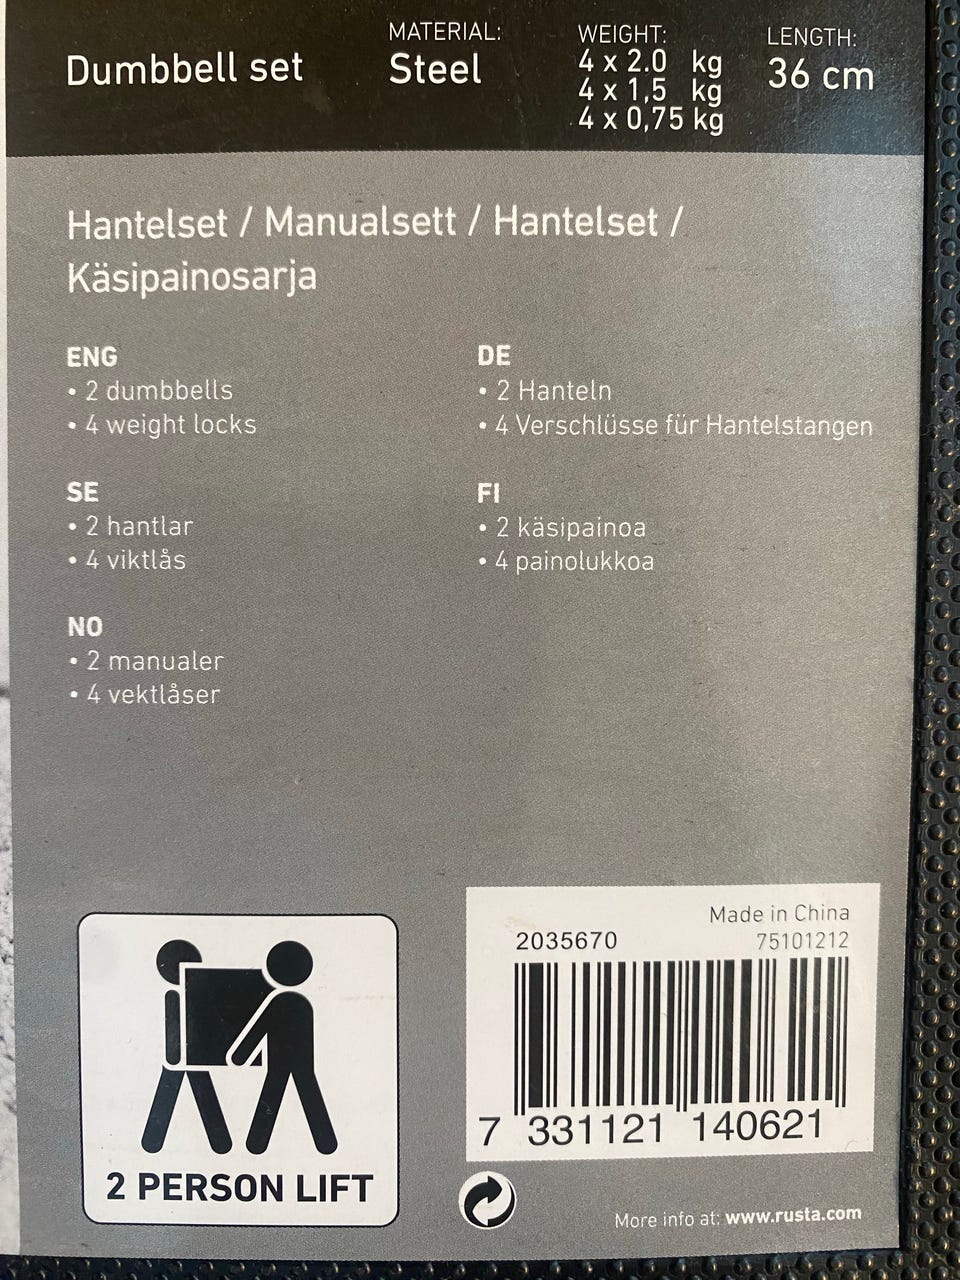 Dumbbell set
MATERIAL:
Steel
WEIGHT:
4 x 2.0 kg
4 x 1,5 kg
4 x 0,75 kg
LENGTH:
36 cm
Hantelset / Manualsett / Hantelset /
Käsipainosarja
ENG
• 2 dumbbells
• 4 weight locks
SE
• 2 hantlar
• 4 viktlås
NO
• 2 manualer
• 4 vektlåser
DE
• 2 Hanteln
• 4 Verschlüsse für Hantelstangen
FI
• 2 käsipainoa
• 4 painolukkoa
2 PERSON LIFT
Made in China
2035670 75101212
7 331121 140621
More info at: www.rusta.com